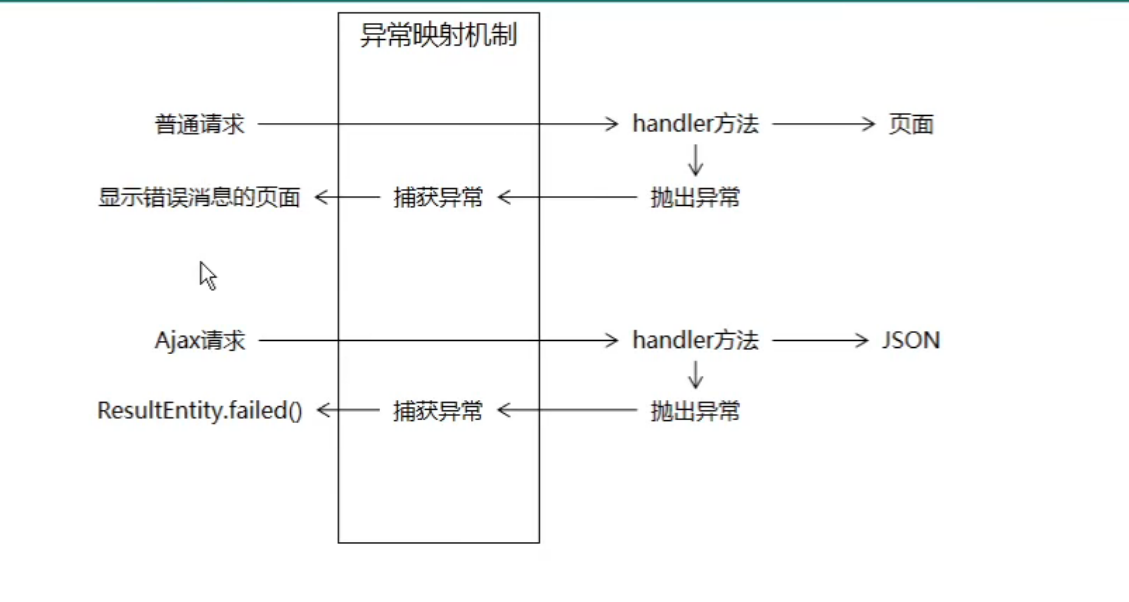 异常映射机制
普通请求 handler方法 页面
显示错误消息的页面 捕获异常 抛出异常
Ajax请求 handler方法 JSON
ResultEntity.failed() 捕获异常 抛出异常